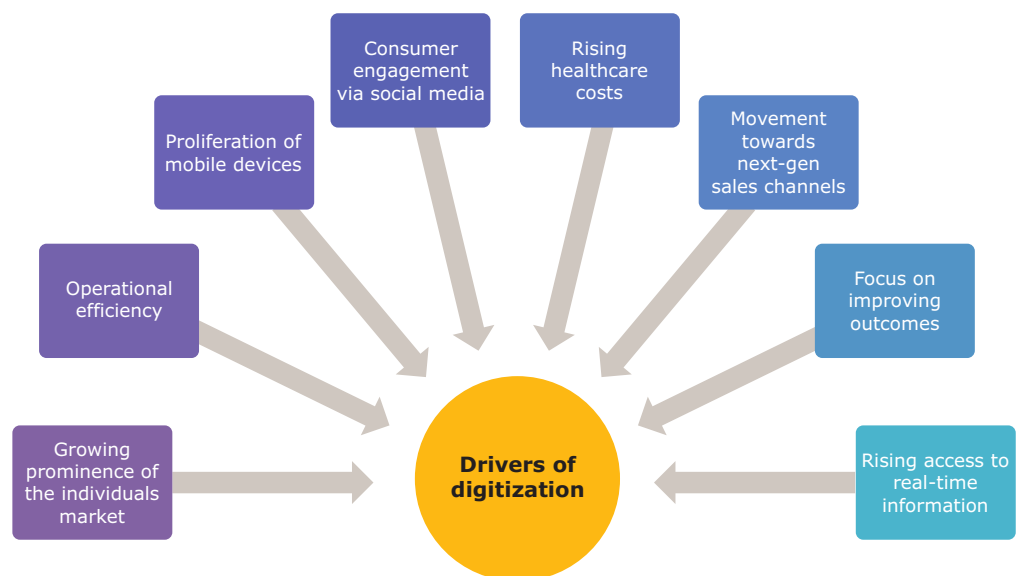 Consumer
engagement
via social media
Rising
healthcare
costs
Proliferation of
mobile devices
Movement
towards
next-gen
sales channels
Operational
efficiency
Focus on
improving
outcomes
Growing
prominence of
the individuals
market
Drivers of
digitization
Rising access to
real-time
information